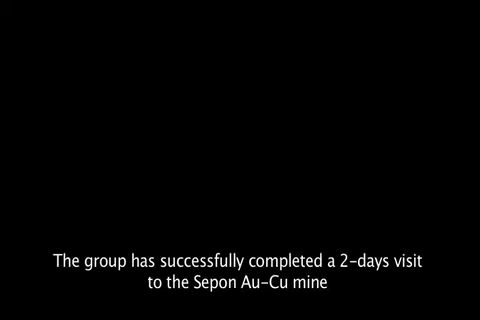 The group has successfully completed a 2-days visit
to the Sepon Au-Cu mine